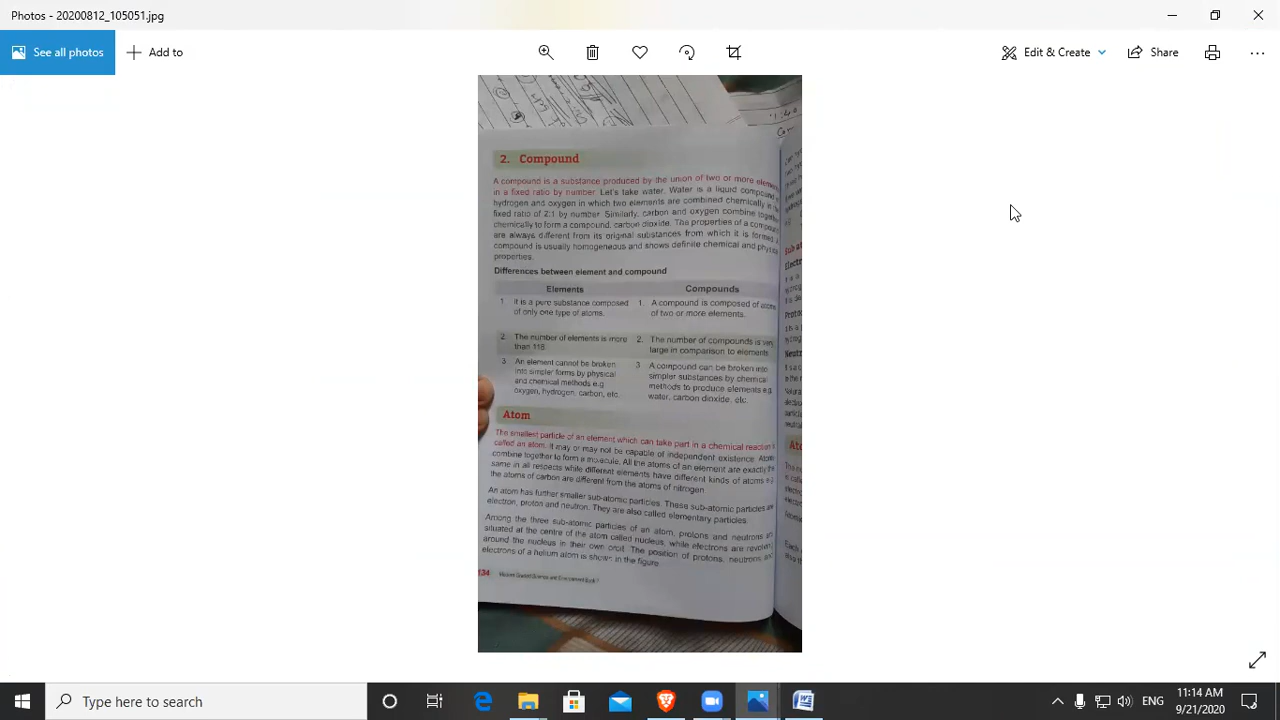 Photos - 20200812_105051.jpg
See all photos
Add to
Edit & Create
Share
2. Compound
A compound is a substance produced by the union of two or more elements
in a fixed ratio by number. Let's take water. Water is a liquid compound
hydrogen and oxygen in which two elements are combined chemically in the
fixed ratio of 2:1 by number. Similarly, carbon and oxygen combine together
chemically to form a compound, carbon dioxide. The properties of a compound
are always different from its original substances from which it is formed.
compound is usually homogeneous and shows definite chemical and physical
properties.
Differences between element and compound
Elements
Compounds
1. It is a pure substance composed
of only one type of atoms.
1. A compound is composed of atoms
of two or more elements.
2. The number of elements is more
than 118.
2. The number of compounds is very
large in comparison to elements.
3. An element cannot be broken
into simpler forms by physical
and chemical methods e.g
oxygen, hydrogen, carbon, etc.
3 A compound can be broken into
simpler substances by chemical
methods to produce elements e.g.
water, carbon dioxide, etc.
Atom
The smallest particle of an element which can take part in a chemical reaction
called an atom. It may or may not be capable of independent existence. Atoms
combine together to form a molecule. All the atoms of an element are exactly the
same in all respects while different elements have different kinds of atoms e.g
the atoms of carbon are different from the atoms of nitrogen.
An atom has further smaller sub-atomic particles. These sub-atomic particles are
electron, proton and neutron. They are also called elementary particles.
Among the three sub-atomic particles of an atom, protons and neutrons are
situated at the centre of the atom called nucleus, while electrons are revolving
around the nucleus in their own orbit. The position of protons, neutrons and
electrons of a helium atom is shown in the figure.
134 Science and Environment Book
Type here to search
ENG
11:14 AM
9/21/2020